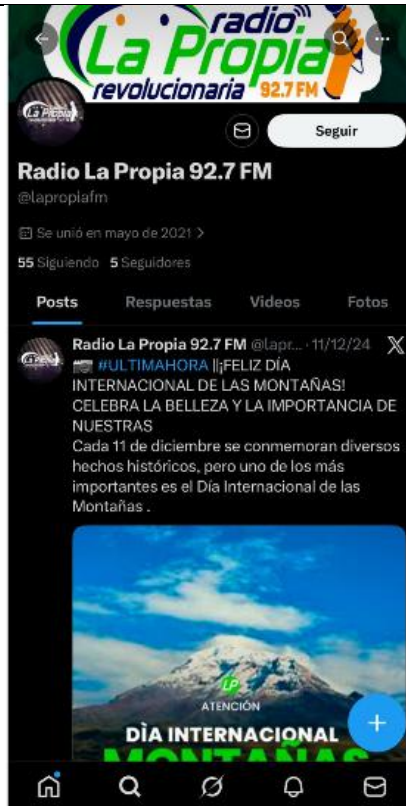 radio
La Propia
revolucionaria 92.7 FM
La Propia
Seguir
Radio La Propia 92.7 FM
@lapropiafm
Se unió en mayo de 2021 >
55 Siguiendo 5 Seguidores
Posts Respuestas Videos Fotos
Radio La Propia 92.7 FM @lapr... · 11/12/24
#ULTIMAHORA ||¡FELIZ DÍA
INTERNACIONAL DE LAS MONTAÑAS!
CELEBRA LA BELLEZA Y LA IMPORTANCIA DE
NUESTRAS
Cada 11 de diciembre se conmemoran diversos
hechos históricos, pero uno de los más
importantes es el Día Internacional de las
Montañas .
LP
ATENCIÓN
DÌA INTERNACIONAL
MONTAÑAS